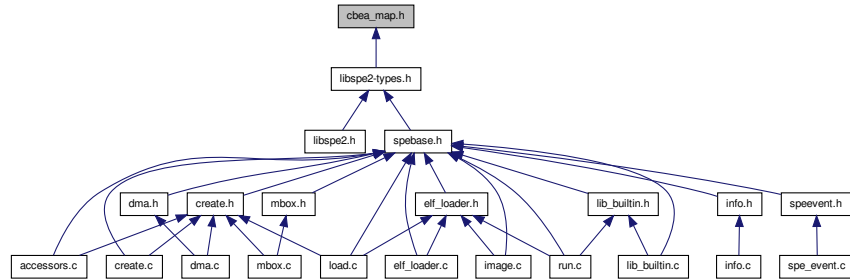 cbea_map.h
libspe2-types.h
libspe2.h
spebase.h
dma.h
create.h
mbox.h
elf_loader.h
lib_builtin.h
info.h
speevent.h
accessors.c
create.c
dma.c
mbox.c
load.c
elf_loader.c
image.c
run.c
lib_builtin.c
info.c
spe_event.c